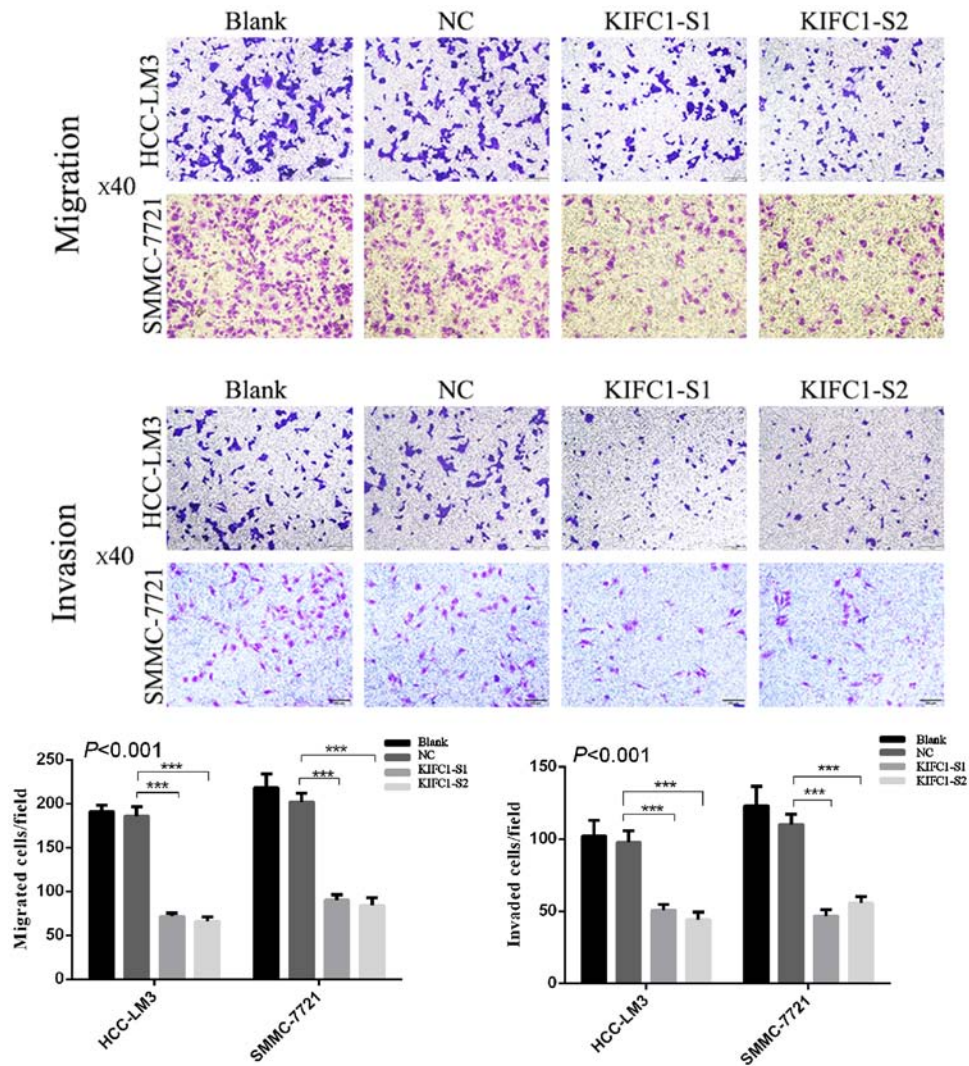 Blank NC KIFC1-S1 KIFC1-S2
Migration
x40
HCC-LM3
SMMC-7721
Blank NC KIFC1-S1 KIFC1-S2
Invasion
x40
HCC-LM3
SMMC-7721
P<0.001
Blank
NC
KIFC1-S1
KIFC1-S2
*** ***
*** ***
Migrated cells/field
250
200
150
100
50
0
HCC-LM3 SMMC-7721
P<0.001
Blank
NC
KIFC1-S1
KIFC1-S2
*** ***
*** ***
Invaded cells/field
150
100
50
0
HCC-LM3 SMMC-7721